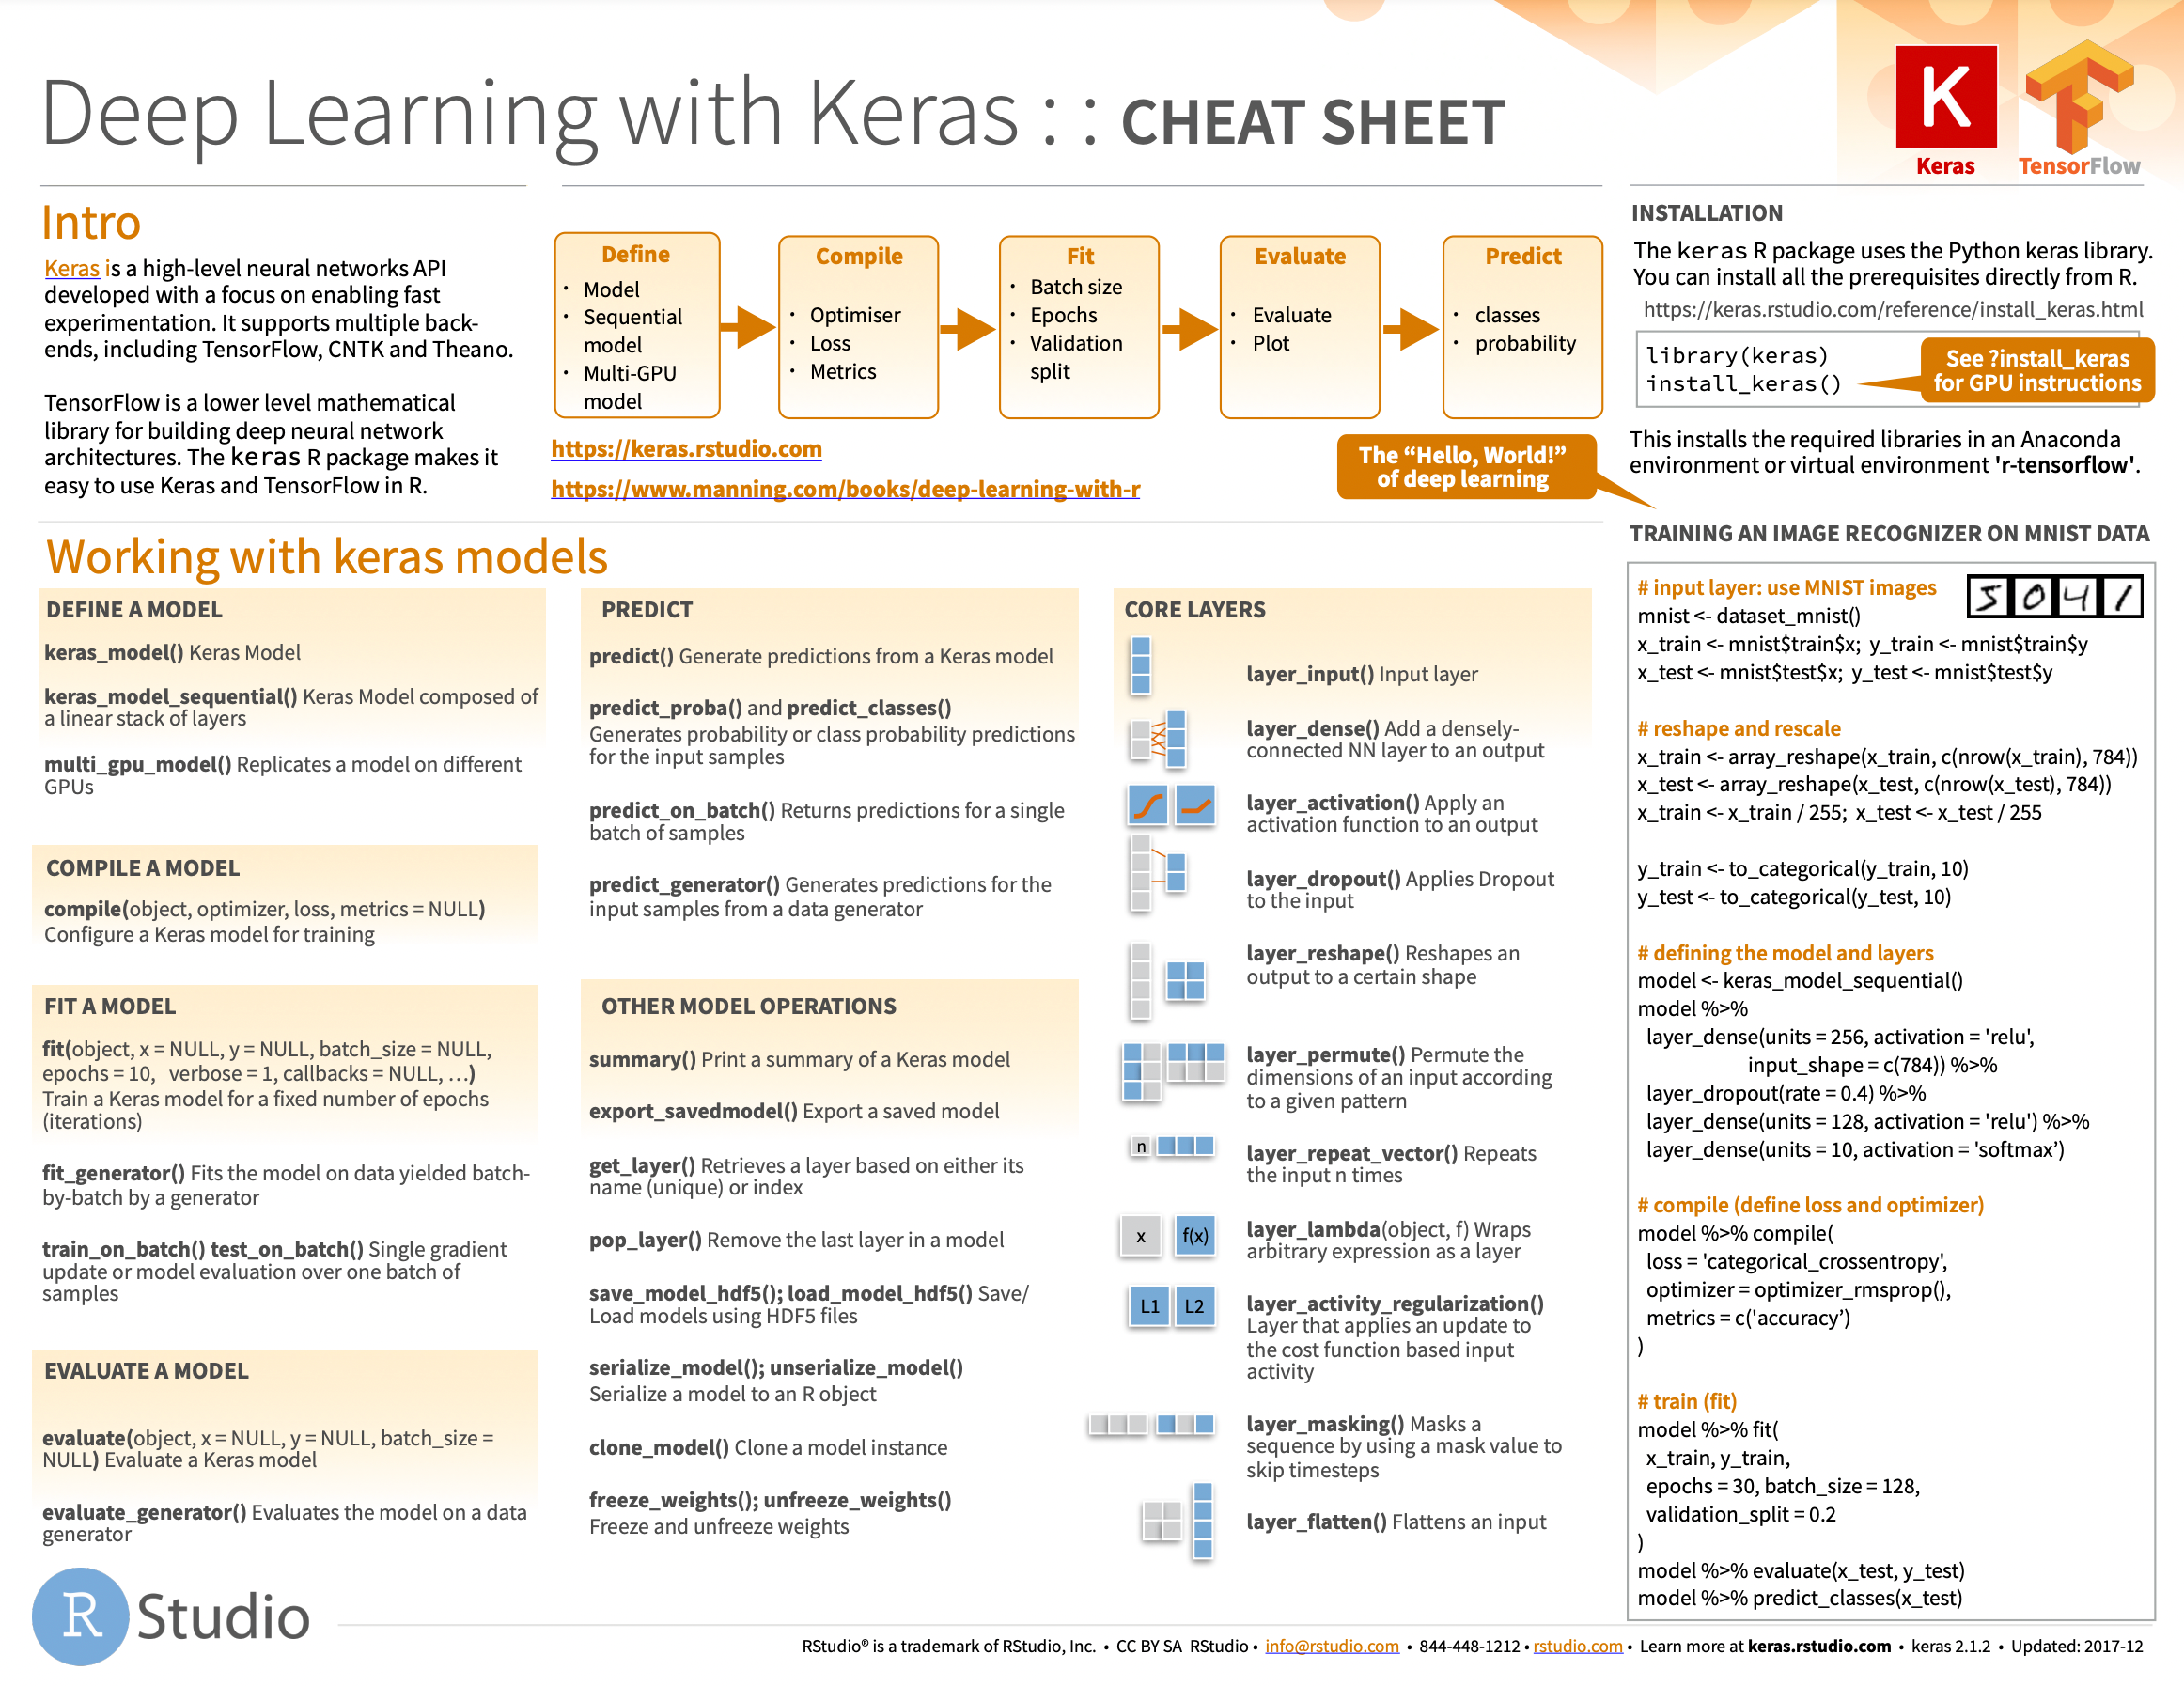 Deep Learning with Keras : : CHEAT SHEET
K
Keras
TensorFlow
Intro
Keras is a high-level neural networks API
developed with a focus on enabling fast
experimentation. It supports multiple back-
ends, including TensorFlow, CNTK and Theano.
TensorFlow is a lower level mathematical
library for building deep neural network
architectures. The keras R package makes it
easy to use Keras and TensorFlow in R.
Define
• Model
• Sequential
model
• Multi-GPU
model
Compile
• Optimiser
• Loss
• Metrics
Fit
• Batch size
• Epochs
• Validation
split
Evaluate
• Evaluate
• Plot
Predict
• classes
• probability
https://keras.rstudio.com
https://www.manning.com/books/deep-learning-with-r
The “Hello, World!”
of deep learning
INSTALLATION
The keras R package uses the Python keras library.
You can install all the prerequisites directly from R.
https://keras.rstudio.com/reference/install_keras.html
library(keras)
install_keras()
See ?install_keras
for GPU instructions
This installs the required libraries in an Anaconda
environment or virtual environment 'r-tensorflow'.
Working with keras models
DEFINE A MODEL
keras_model() Keras Model
keras_model_sequential() Keras Model composed of
a linear stack of layers
multi_gpu_model() Replicates a model on different
GPUs
COMPILE A MODEL
compile(object, optimizer, loss, metrics = NULL)
Configure a Keras model for training
FIT A MODEL
fit(object, x = NULL, y = NULL, batch_size = NULL,
epochs = 10, verbose = 1, callbacks = NULL, …)
Train a Keras model for a fixed number of epochs
(iterations)
fit_generator() Fits the model on data yielded batch-
by-batch by a generator
train_on_batch() test_on_batch() Single gradient
update or model evaluation over one batch of
samples
EVALUATE A MODEL
evaluate(object, x = NULL, y = NULL, batch_size =
NULL) Evaluate a Keras model
evaluate_generator() Evaluates the model on a data
generator
PREDICT
predict() Generate predictions from a Keras model
predict_proba() and predict_classes()
Generates probability or class probability predictions
for the input samples
predict_on_batch() Returns predictions for a single
batch of samples
predict_generator() Generates predictions for the
input samples from a data generator
OTHER MODEL OPERATIONS
summary() Print a summary of a Keras model
export_savedmodel() Export a saved model
get_layer() Retrieves a layer based on either its
name (unique) or index
pop_layer() Remove the last layer in a model
save_model_hdf5(); load_model_hdf5() Save/
Load models using HDF5 files
serialize_model(); unserialize_model()
Serialize a model to an R object
clone_model() Clone a model instance
freeze_weights(); unfreeze_weights()
Freeze and unfreeze weights
CORE LAYERS
layer_input() Input layer
layer_dense() Add a densely-
connected NN layer to an output
layer_activation() Apply an
activation function to an output
layer_dropout() Applies Dropout
to the input
layer_reshape() Reshapes an
output to a certain shape
layer_permute() Permute the
dimensions of an input according
to a given pattern
n
layer_repeat_vector() Repeats
the input n times
x f(x)
layer_lambda(object, f) Wraps
arbitrary expression as a layer
L1 L2
layer_activity_regularization()
Layer that applies an update to
the cost function based input
activity
layer_masking() Masks a
sequence by using a mask value to
skip timesteps
layer_flatten() Flattens an input
TRAINING AN IMAGE RECOGNIZER ON MNIST DATA
5 0 4 1
# input layer: use MNIST images
mnist <- dataset_mnist()
x_train <- mnist$train$x; y_train <- mnist$train$y
x_test <- mnist$test$x; y_test <- mnist$test$y
# reshape and rescale
x_train <- array_reshape(x_train, c(nrow(x_train), 784))
x_test <- array_reshape(x_test, c(nrow(x_test), 784))
x_train <- x_train / 255; x_test <- x_test / 255
y_train <- to_categorical(y_train, 10)
y_test <- to_categorical(y_test, 10)
# defining the model and layers
model <- keras_model_sequential()
model %>%
layer_dense(units = 256, activation = 'relu',
input_shape = c(784)) %>%
layer_dropout(rate = 0.4) %>%
layer_dense(units = 128, activation = 'relu') %>%
layer_dense(units = 10, activation = 'softmax’)
# compile (define loss and optimizer)
model %>% compile(
loss = 'categorical_crossentropy',
optimizer = optimizer_rmsprop(),
metrics = c('accuracy’)
)
# train (fit)
model %>% fit(
x_train, y_train,
epochs = 30, batch_size = 128,
validation_split = 0.2
)
model %>% evaluate(x_test, y_test)
model %>% predict_classes(x_test)
R Studio
RStudio® is a trademark of RStudio, Inc. • CC BY SA RStudio • info@rstudio.com • 844-448-1212 • rstudio.com • Learn more at keras.rstudio.com • keras 2.1.2 • Updated: 2017-12